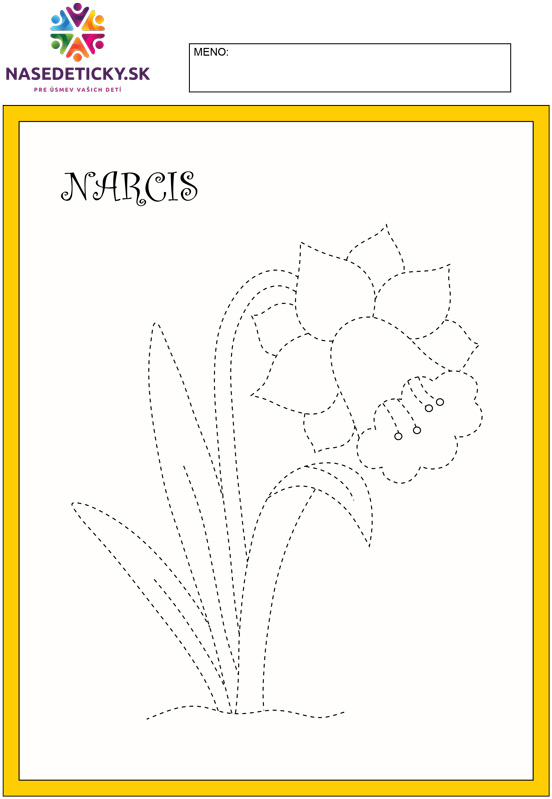 NASEDETICKY.SK
PRE ÚSMEV VAŠICH DETÍ
MENO:
NARCIS